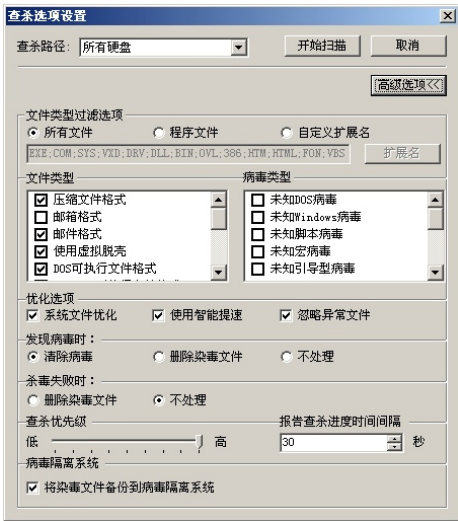 查杀选项设置
查杀路径: 所有硬盘 开始扫描 取消
高级选项<<
文件类型过滤选项
所有文件 程序文件 自定义扩展名
EXE;COM;SYS;VXD;DRV;DLL;BIN;OVL;386;HTM;HTML;FON;VBS 扩展名
文件类型 病毒类型
压缩文件格式 未知DOS病毒
邮箱格式 未知Windows病毒
邮件格式 未知脚本病毒
使用虚拟脱壳 未知宏病毒
DOS可执行文件格式 未知引导型病毒
优化选项
系统文件优化 使用智能提速 忽略异常文件
发现病毒时:
清除病毒 删除染毒文件 不处理
杀毒失败时:
删除染毒文件 不处理
查杀优先级 报告查杀进度时间间隔
低 高 30 秒
病毒隔离系统
将染毒文件备份到病毒隔离系统